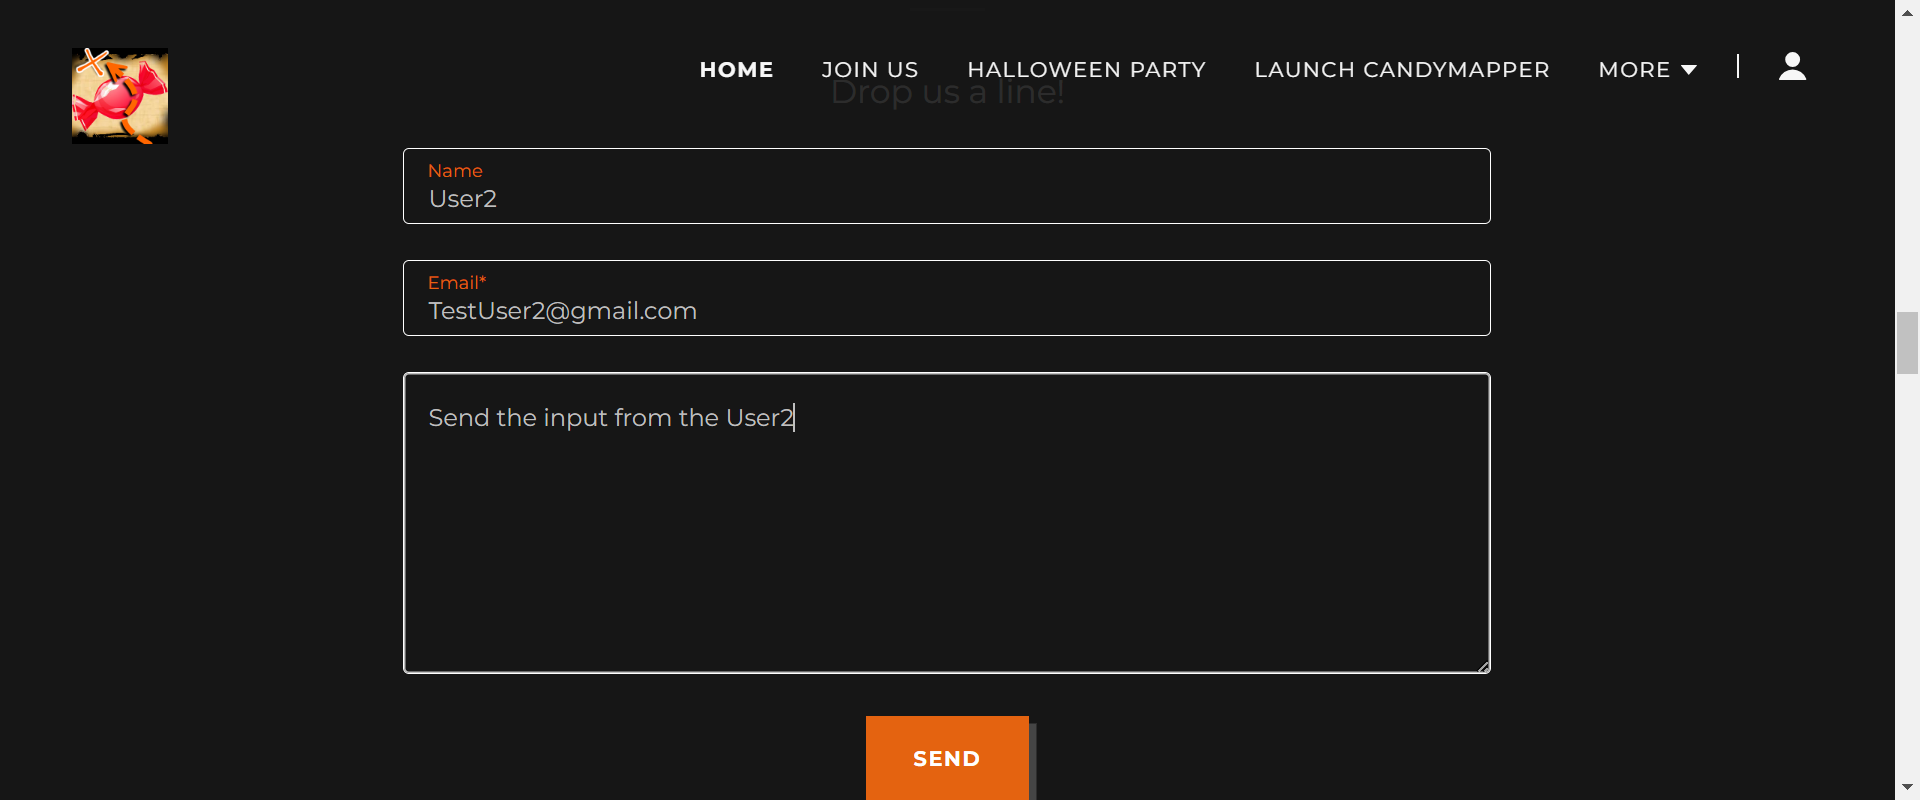 HOME JOIN US HALLOWEEN PARTY LAUNCH CANDYMAPPER MORE
Drop us a line!
Name
User2
Email*
TestUser2@gmail.com
Send the input from the User2
SEND